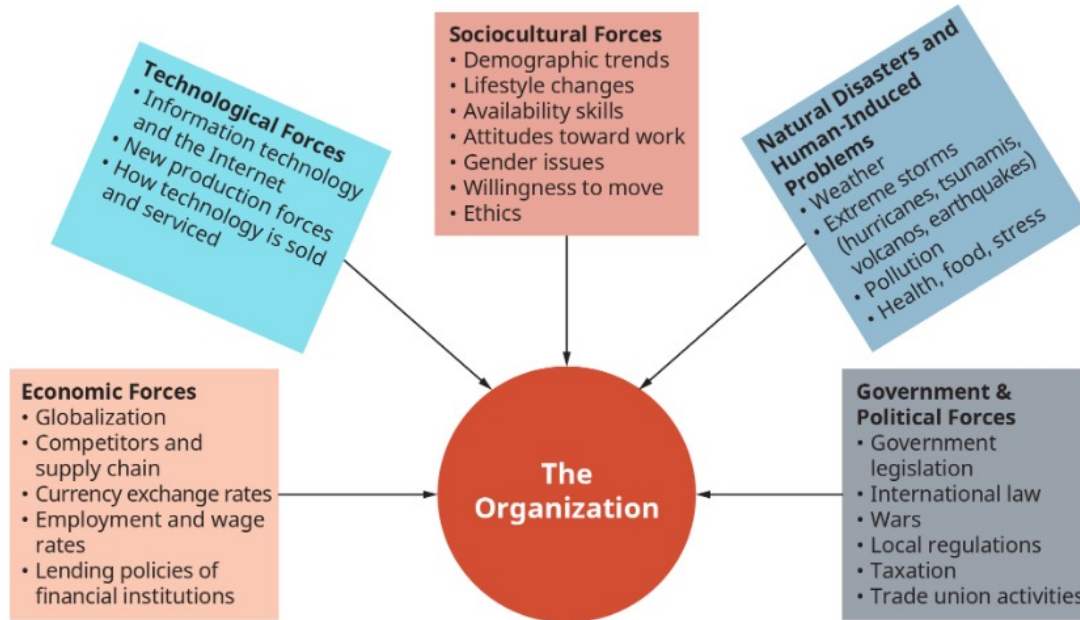 Technological Forces
• Information technology
and the Internet
• New production forces
• How technology is sold
and serviced
Sociocultural Forces
• Demographic trends
• Lifestyle changes
• Availability skills
• Attitudes toward work
• Gender issues
• Willingness to move
• Ethics
Natural Disasters and
Human-Induced
Problems
• Weather
• Extreme storms
(hurricanes, tsunamis,
volcanos, earthquakes)
• Pollution
• Health, food, stress
Economic Forces
• Globalization
• Competitors and
supply chain
• Currency exchange rates
• Employment and wage
rates
• Lending policies of
financial institutions
The
Organization
Government &
Political Forces
• Government
legislation
• International law
• Wars
• Local regulations
• Taxation
• Trade union activities